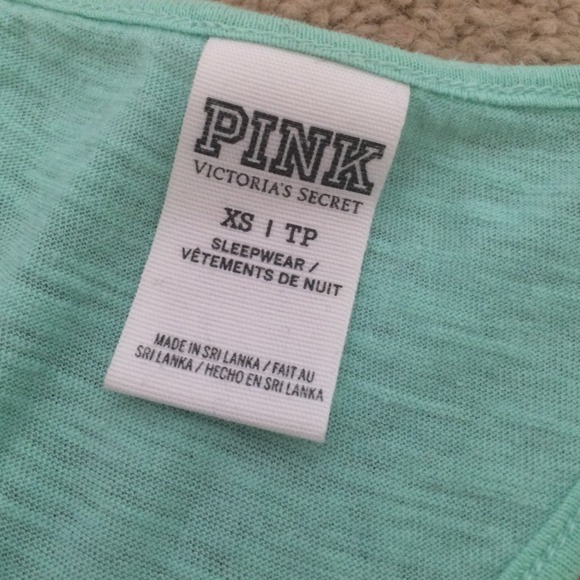 PINK
VICTORIA'S SECRET
XS | TP
SLEEPWEAR /
VÊTEMENTS DE NUIT
MADE IN SRI LANKA / FAIT AU
SRI LANKA / HECHO EN SRI LANKA